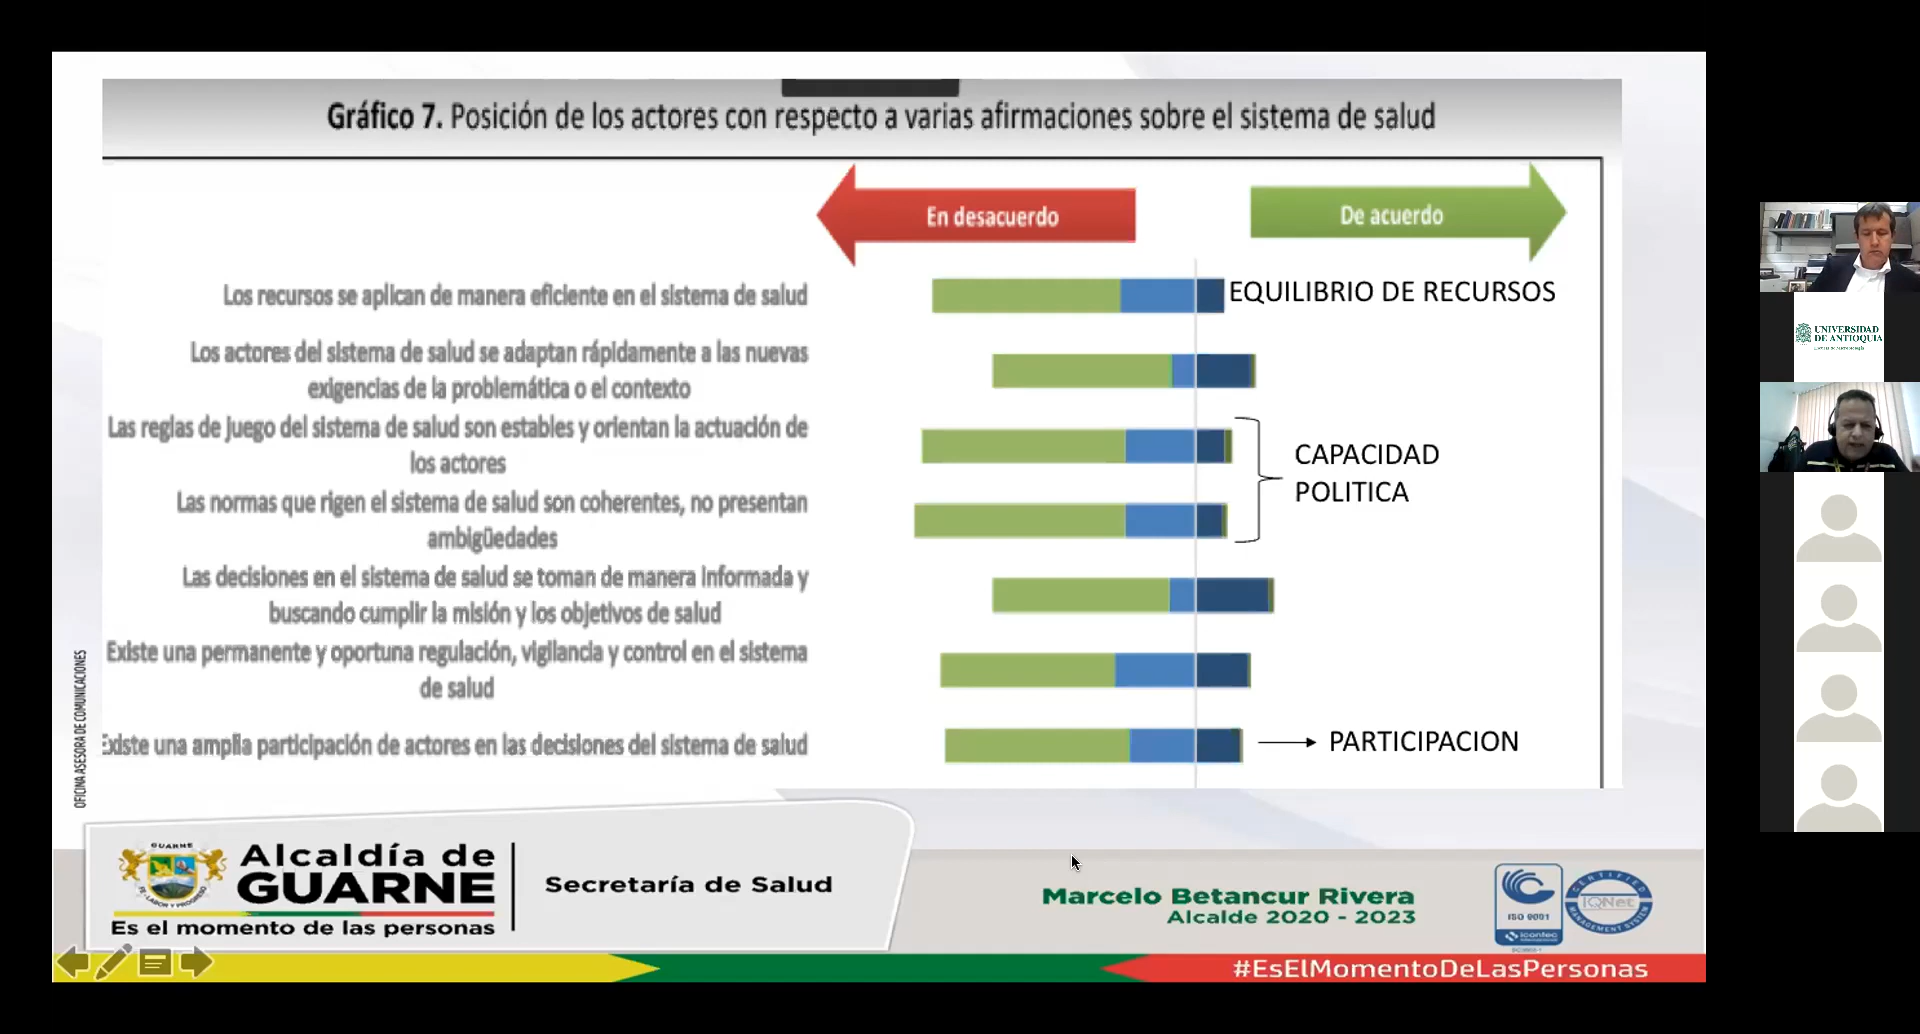 Gráfico 7. Posición de los actores con respecto a varias afirmaciones sobre el sistema de salud
En desacuerdo
De acuerdo
Los recursos se aplican de manera eficiente en el sistema de salud
EQUILIBRIO DE RECURSOS
Los actores del sistema de salud se adaptan rápidamente a las nuevas
exigencias de la problemática o el contexto
Las reglas de juego del sistema de salud son estables y orientan la actuación de
los actores
CAPACIDAD
POLITICA
Las normas que rigen el sistema de salud son coherentes, no presentan
ambigüedades
Las decisiones en el sistema de salud se toman de manera informada y
buscando cumplir la misión y los objetivos de salud
Existe una permanente y oportuna regulación, vigilancia y control en el sistema
de salud
Existe una amplia participación de actores en las decisiones del sistema de salud
PARTICIPACION
OFICINA ASESORA DE COMUNICACIONES
GUARNE
Alcaldía de
GUARNE
Es el momento de las personas
Secretaría de Salud
Marcelo Betancur Rivera
Alcalde 2020 - 2023
ISO 9001
icontec
CERTIFIED
IQNet
MANAGEMENT SYSTEM
#EsElMomentoDeLasPersonas
UNIVERSIDAD
DE ANTIOQUIA